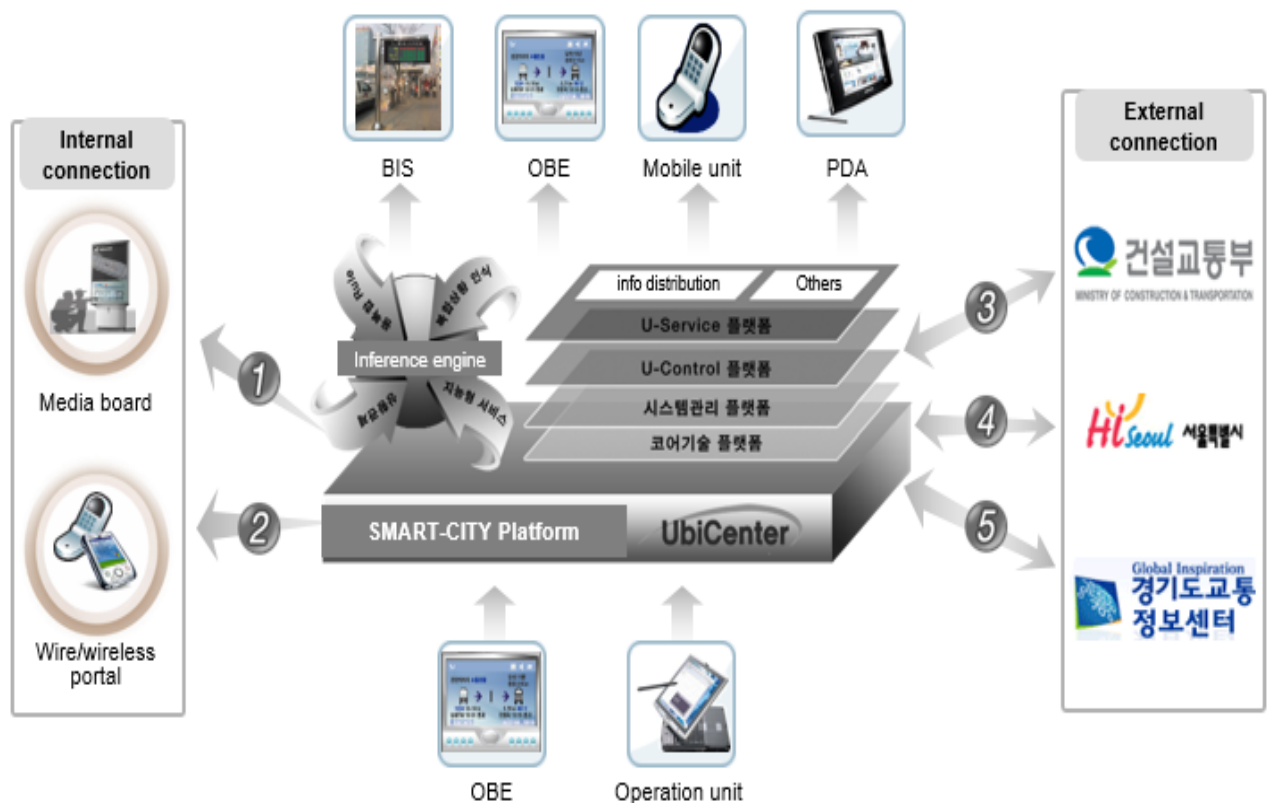 BIS
OBE
Mobile unit
PDA
Internal
connection
Media board
Wire/wireless
portal
1
2
복합상황 인식
Inference engine
지능형 서비스
info distribution
Others
U-Service 플랫폼
U-Control 플랫폼
시스템관리 플랫폼
코어기술 플랫폼
SMART-CITY Platform
UbiCenter
3
4
5
External
connection
건설교통부
MINISTRY OF CONSTRUCTION & TRANSPORTATION
Hi Seoul 서울특별시
Global Inspiration
경기도교통
정보센터
OBE
Operation unit